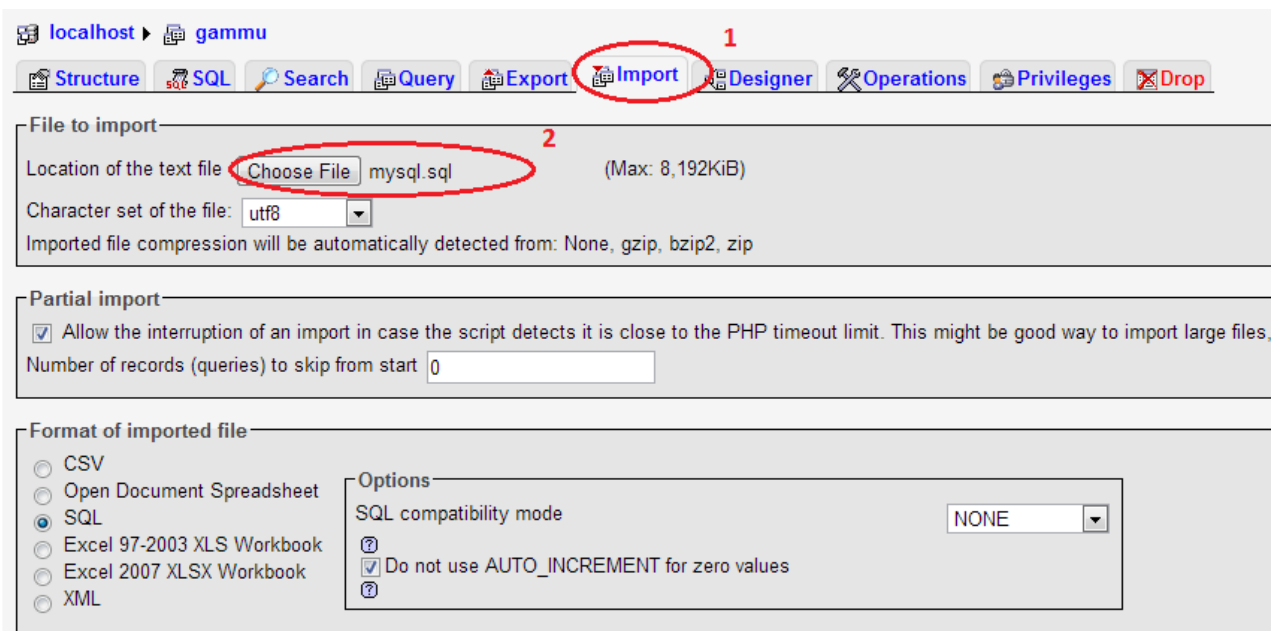 localhost gammu
1
Structure SQL Search Query Export Import Designer Operations Privileges Drop
File to import
2
Location of the text file Choose File mysql.sql (Max: 8,192KiB)
Character set of the file: utf8
Imported file compression will be automatically detected from: None, gzip, bzip2, zip
Partial import
Allow the interruption of an import in case the script detects it is close to the PHP timeout limit. This might be good way to import large files,
Number of records (queries) to skip from start 0
Format of imported file
CSV
Open Document Spreadsheet
SQL
Excel 97-2003 XLS Workbook
Excel 2007 XLSX Workbook
XML
Options
SQL compatibility mode NONE
?
Do not use AUTO_INCREMENT for zero values
?